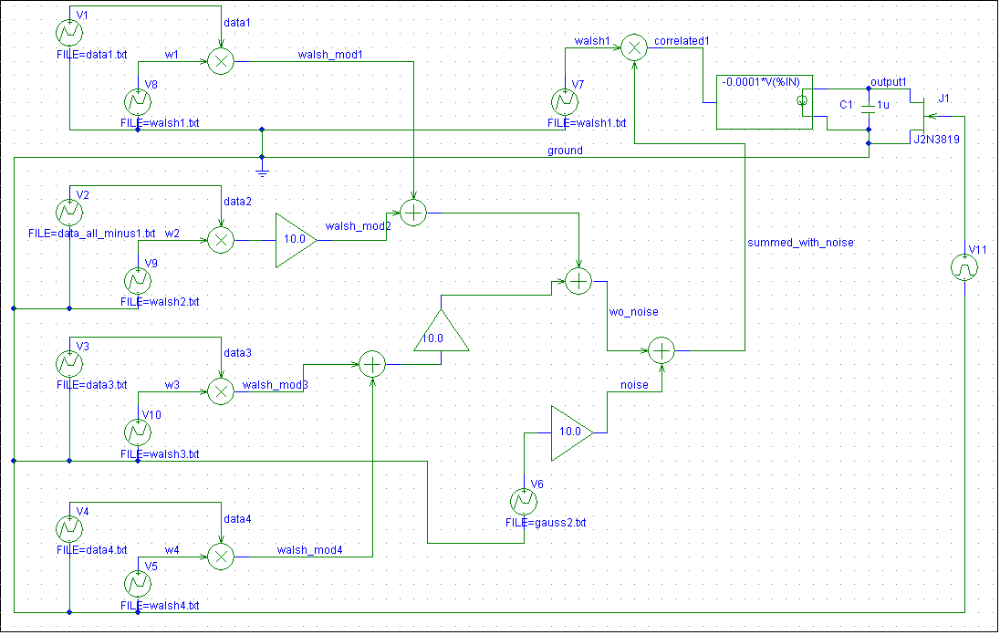 V1
data1
FILE=data1.txt
w1
walsh_mod1
V8
FILE=walsh1.txt
walsh1
correlated1
V7
FILE=walsh1.txt
-0.0001*V(%IN)
output1
C1
1u
J1
J2N3819
ground
V2
data2
FILE=data_all_minus1.txt
w2
10.0
walsh_mod2
V9
FILE=walsh2.txt
summed_with_noise
V11
wo_noise
10.0
V3
data3
FILE=data3.txt
w3
walsh_mod3
V10
FILE=walsh3.txt
noise
10.0
V6
FILE=gauss2.txt
V4
data4
FILE=data4.txt
w4
walsh_mod4
V5
FILE=walsh4.txt